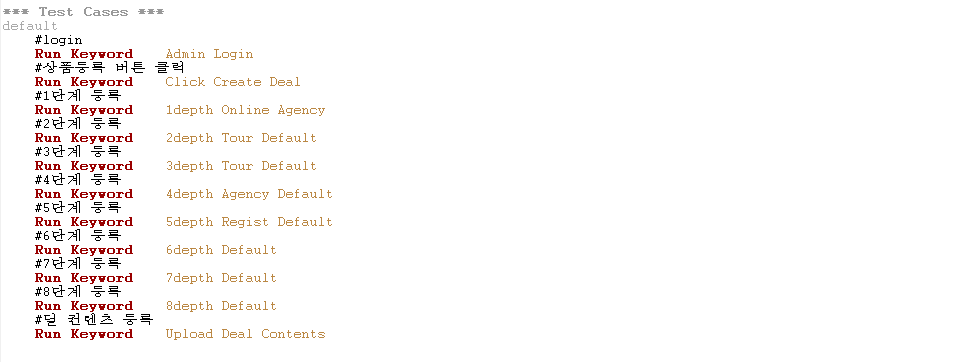 *** Test Cases ***
default
#login
Run Keyword Admin Login
#상품등록 버튼 클릭
Run Keyword Click Create Deal
#1단계 등록
Run Keyword 1depth Online Agency
#2단계 등록
Run Keyword 2depth Tour Default
#3단계 등록
Run Keyword 3depth Tour Default
#4단계 등록
Run Keyword 4depth Agency Default
#5단계 등록
Run Keyword 5depth Regist Default
#6단계 등록
Run Keyword 6depth Default
#7단계 등록
Run Keyword 7depth Default
#8단계 등록
Run Keyword 8depth Default
#딜 컨텐츠 등록
Run Keyword Upload Deal Contents